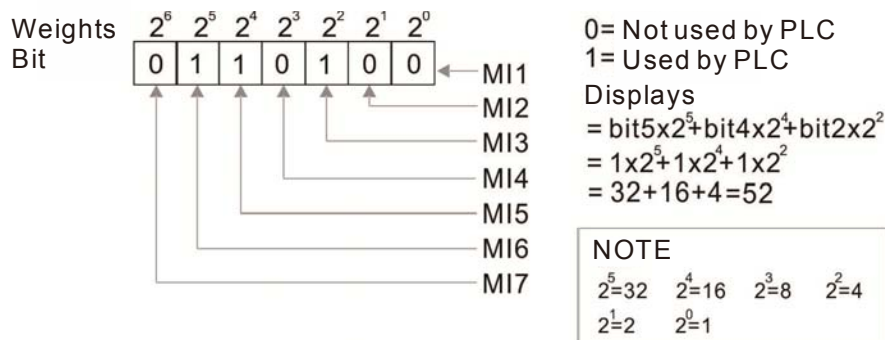 Weights 2⁶ 2⁵ 2⁴ 2³ 2² 2¹ 2⁰
Bit 0 1 1 0 1 0 0
MI1
MI2
MI3
MI4
MI5
MI6
MI7
0= Not used by PLC
1= Used by PLC
Displays
= bit5x2⁵+bit4x2⁴+bit2x2²
= 1x2⁵+1x2⁴+1x2²
= 32+16+4=52
NOTE
2⁵=32 2⁴=16 2³=8 2²=4
2¹=2 2⁰=1